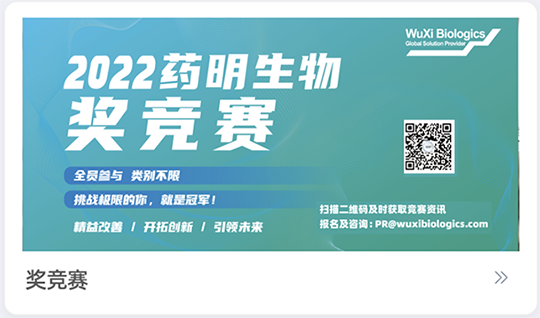 WuXi Biologics
Global Solution Provider
2022药明生物
奖竞赛
全员参与 类别不限
挑战极限的你，就是冠军！
精益改善 / 开拓创新 / 引领未来
扫描二维码及时获取竞赛资讯
报名及咨询：PR@wuxibiologics.com
奖竞赛